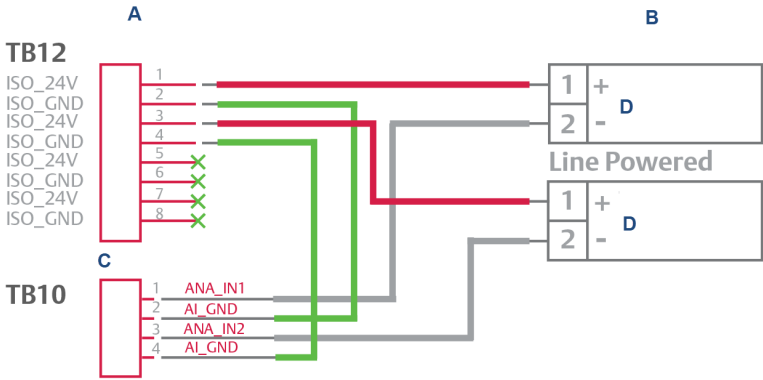 A
B
TB12
ISO_24V 1
ISO_GND 2
ISO_24V 3
ISO_GND 4
ISO_24V 5
ISO_GND 6
ISO_24V 7
ISO_GND 8
1 +
D
2 -
Line Powered
1 +
D
2 -
C
TB10
1 ANA_IN1
2 AI_GND
3 ANA_IN2
4 AI_GND